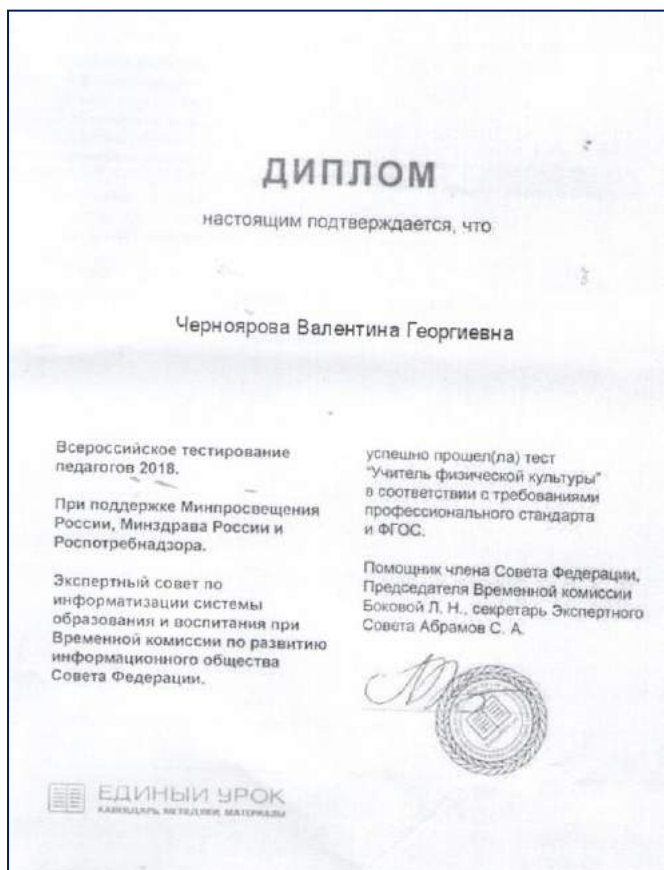 ДИПЛОМ
настоящим подтверждается, что
Черноярова Валентина Георгиевна
Всероссийское тестирование
педагогов 2018.
При поддержке Минпросвещения
России, Минздрава России и
Роспотребнадзора.
Экспертный совет по
информатизации системы
образования и воспитания при
Временной комиссии по развитию
информационного общества
Совета Федерации.
успешно прошел(ла) тест
"Учитель физической культуры"
в соответствии с требованиями
профессионального стандарта
и ФГОС.
Помощник члена Совета Федерации,
Председателя Временной комиссии
Боковой Л. Н., секретарь Экспертного
Совета Абрамов С. А.
ЕДИНЫЙ УРОК
КАЛЕНДАРЬ, МЕТОДИКИ, МАТЕРИАЛЫ